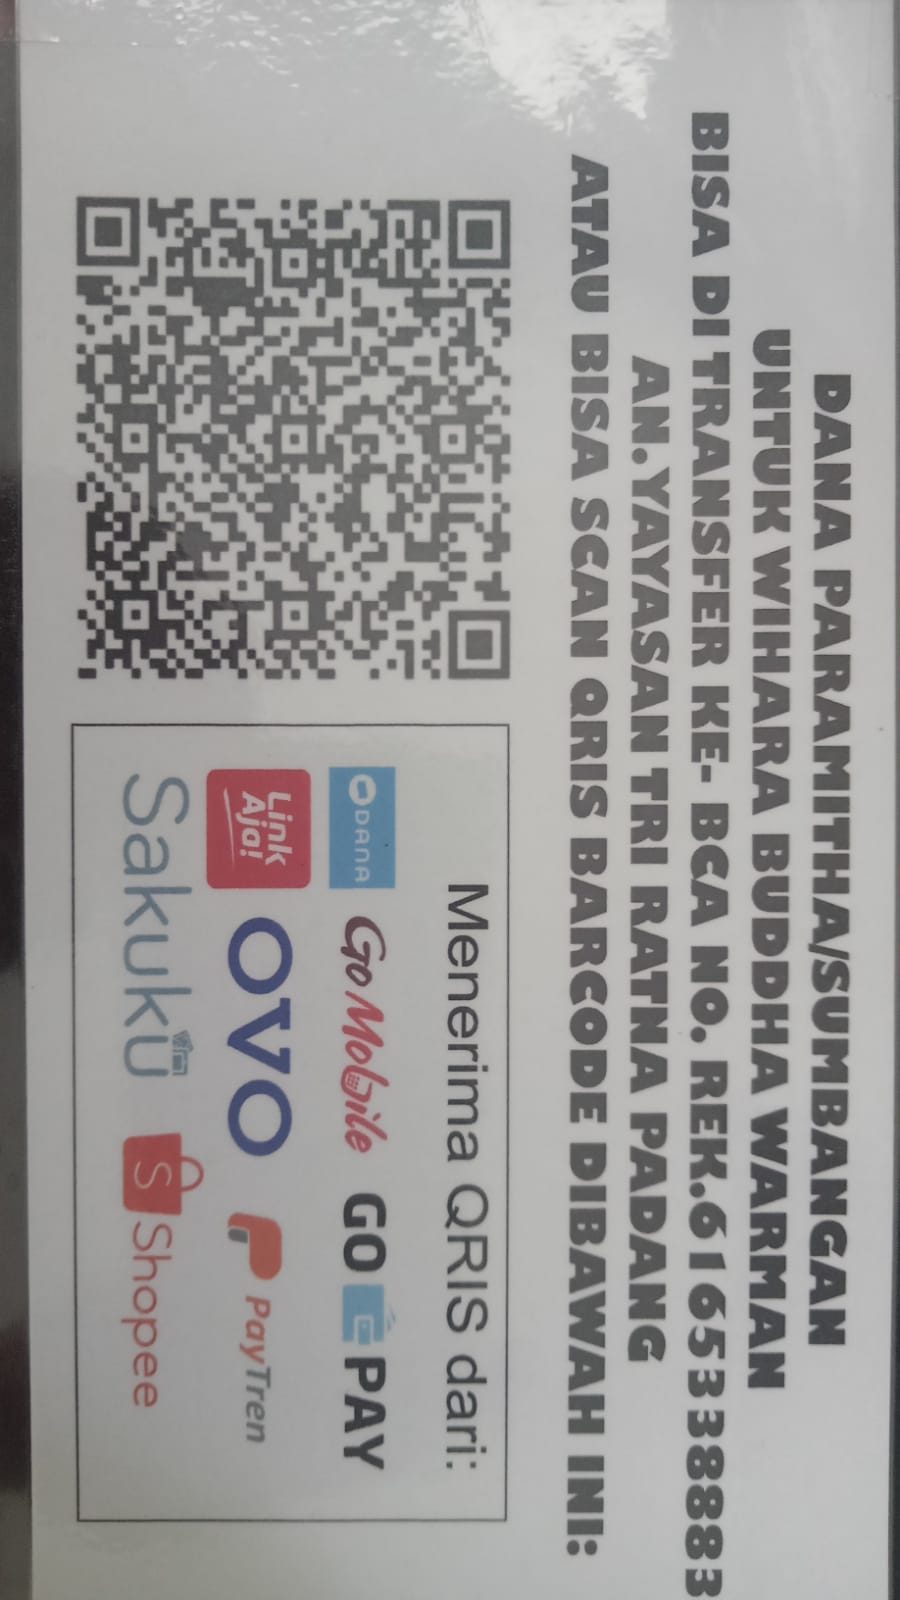 DANA PARAMITHA/SUMBANGAN
UNTUK WIHARA BUDDHA WARMAN
BISA DI TRANSFER KE- BCA NO. REK.6165338883
AN.YAYASAN TRI RATNA PADANG
ATAU BISA SCAN QRIS BARCODE DIBAWAH INI:
Menerima QRIS dari:
DANA GoMobile GO PAY
Link Aja! OVO PayTren
Sakuku S Shopee